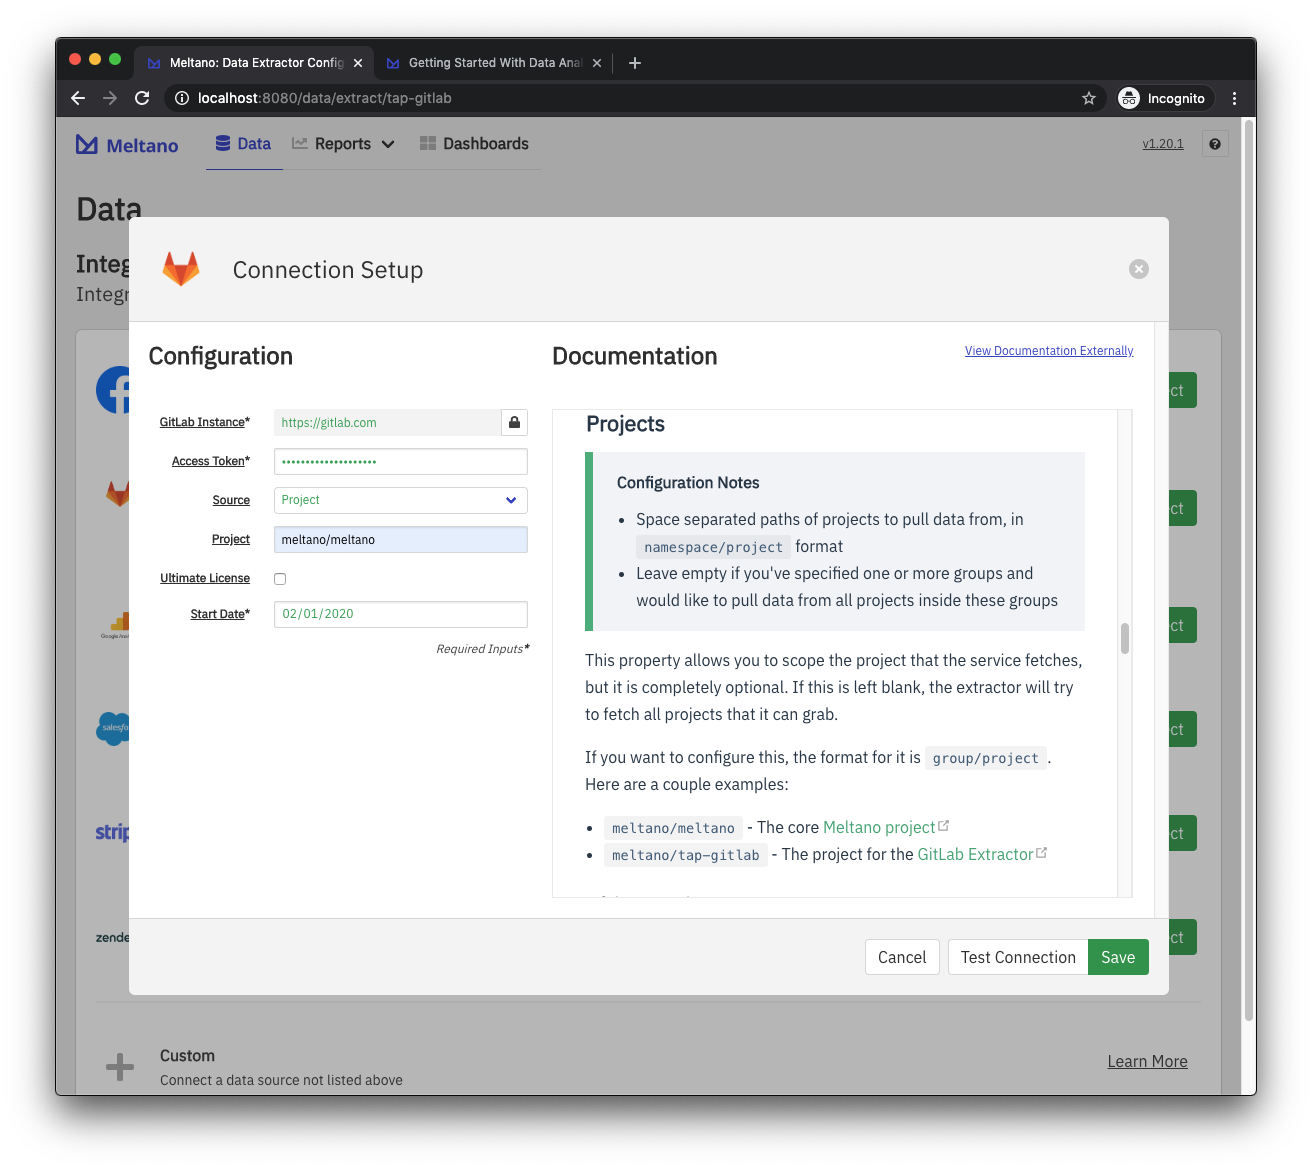 Meltano: Data Extractor Config
Getting Started With Data Anal
localhost:8080/data/extract/tap-gitlab
Incognito
Meltano
Data
Reports
Dashboards
v1.20.1
Data
Integ
Integr
Connection Setup
Configuration
Documentation
View Documentation Externally
GitLab Instance*
https://gitlab.com
Access Token*
••••••••••••••••••••
Source
Project
Project
meltano/meltano
Ultimate License
Start Date*
02/01/2020
Required Inputs*
Projects
Configuration Notes
• Space separated paths of projects to pull data from, in
namespace/project format
• Leave empty if you've specified one or more groups and
would like to pull data from all projects inside these groups
This property allows you to scope the project that the service fetches,
but it is completely optional. If this is left blank, the extractor will try
to fetch all projects that it can grab.
If you want to configure this, the format for it is group/project.
Here are a couple examples:
• meltano/meltano - The core Meltano project
• meltano/tap-gitlab - The project for the GitLab Extractor
Cancel
Test Connection
Save
ct
ct
Google Anal
ct
salesfo
ct
strip
ct
zende
ct
Custom
Connect a data source not listed above
Learn More